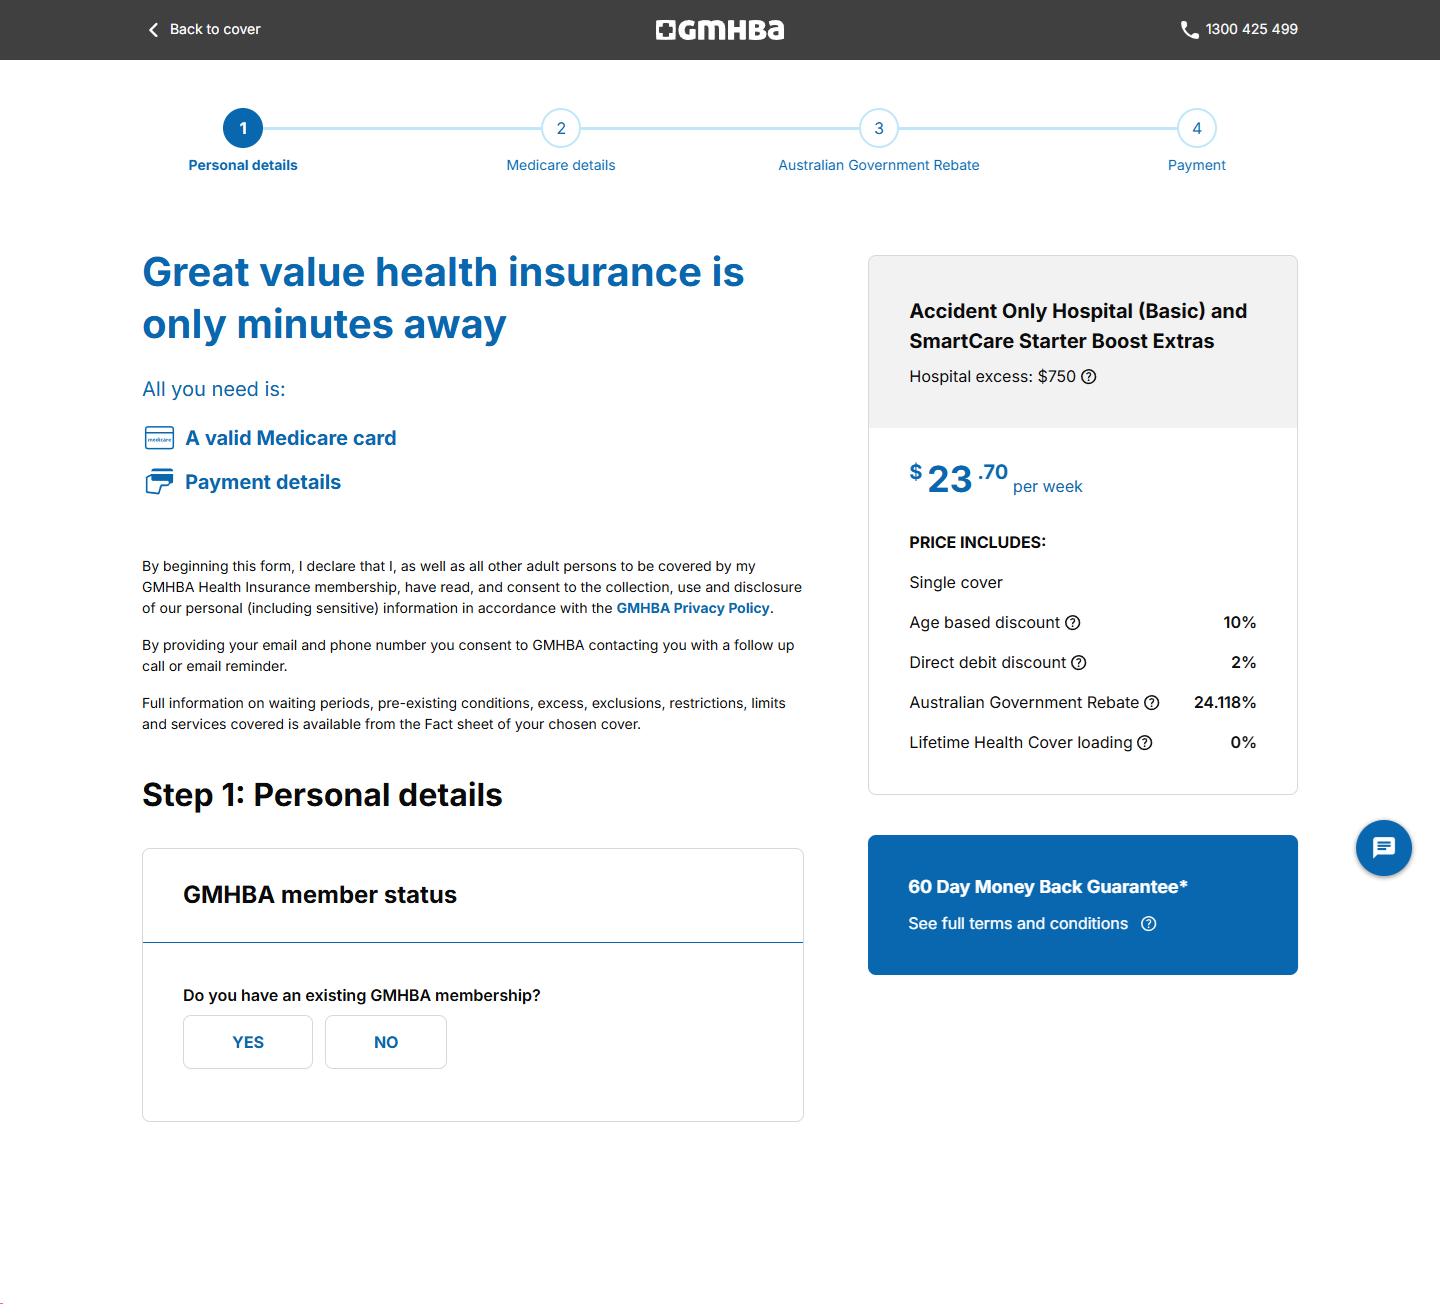 Back to cover
GMHBA
1300 425 499
1
2
3
4
Personal details
Medicare details
Australian Government Rebate
Payment
Great value health insurance is
only minutes away
All you need is:
medicare
A valid Medicare card
Payment details
By beginning this form, I declare that I, as well as all other adult persons to be covered by my
GMHBA Health Insurance membership, have read, and consent to the collection, use and disclosure
of our personal (including sensitive) information in accordance with the GMHBA Privacy Policy.
By providing your email and phone number you consent to GMHBA contacting you with a follow up
call or email reminder.
Full information on waiting periods, pre-existing conditions, excess, exclusions, restrictions, limits
and services covered is available from the Fact sheet of your chosen cover.
Step 1: Personal details
GMHBA member status
Do you have an existing GMHBA membership?
YES
NO
Accident Only Hospital (Basic) and
SmartCare Starter Boost Extras
Hospital excess: $750
$23.70 per week
PRICE INCLUDES:
Single cover
Age based discount 10%
Direct debit discount 2%
Australian Government Rebate 24.118%
Lifetime Health Cover loading 0%
60 Day Money Back Guarantee*
See full terms and conditions